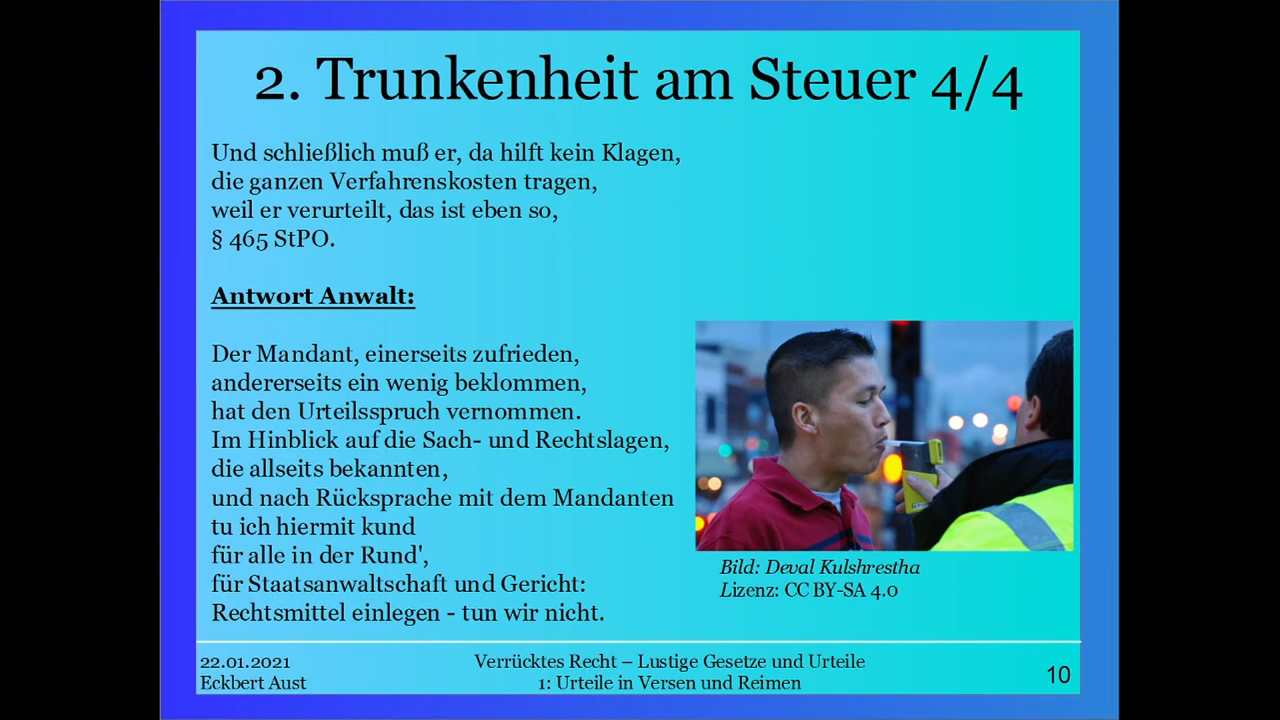 2. Trunkenheit am Steuer 4/4
Und schließlich muß er, da hilft kein Klagen,
die ganzen Verfahrenskosten tragen,
weil er verurteilt, das ist eben so,
§ 465 StPO.
Antwort Anwalt:
Der Mandant, einerseits zufrieden,
andererseits ein wenig beklommen,
hat den Urteilsspruch vernommen.
Im Hinblick auf die Sach- und Rechtslagen,
die allseits bekannten,
und nach Rücksprache mit dem Mandanten
tu ich hiermit kund
für alle in der Rund',
für Staatsanwaltschaft und Gericht:
Rechtsmittel einlegen - tun wir nicht.
Bild: Deval Kulshrestha
Lizenz: CC BY-SA 4.0
22.01.2021
Eckbert Aust
Verrücktes Recht – Lustige Gesetze und Urteile
1: Urteile in Versen und Reimen
10